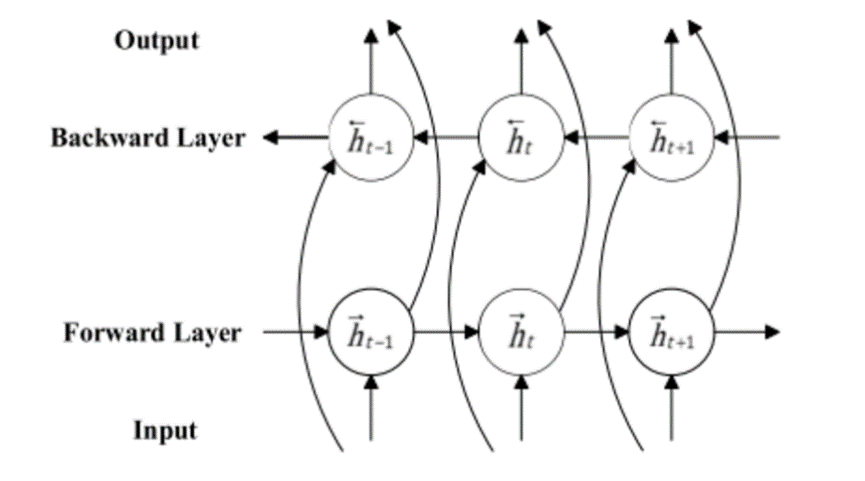 Output
Backward Layer
h⃖ₜ₋₁ h⃖ₜ h⃖ₜ₊₁
Forward Layer
h⃗ₜ₋₁ h⃗ₜ h⃗ₜ₊₁
Input